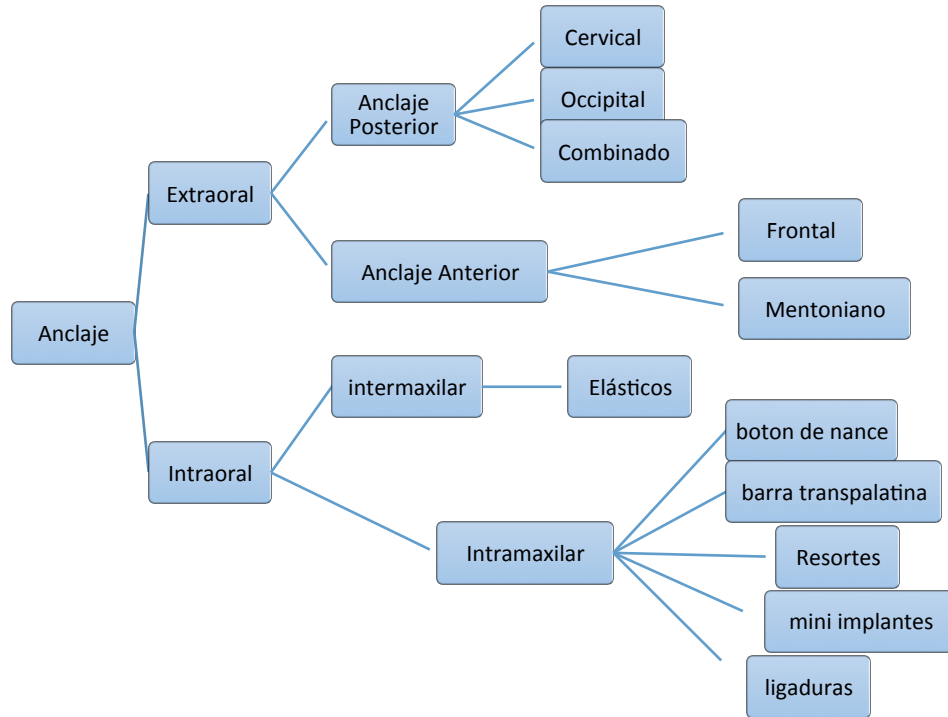 Anclaje
Extraoral
Anclaje
Posterior
Cervical
Occipital
Combinado
Anclaje Anterior
Frontal
Mentoniano
Intraoral
intermaxilar
Elásticos
Intramaxilar
boton de nance
barra transpalatina
Resortes
mini implantes
ligaduras